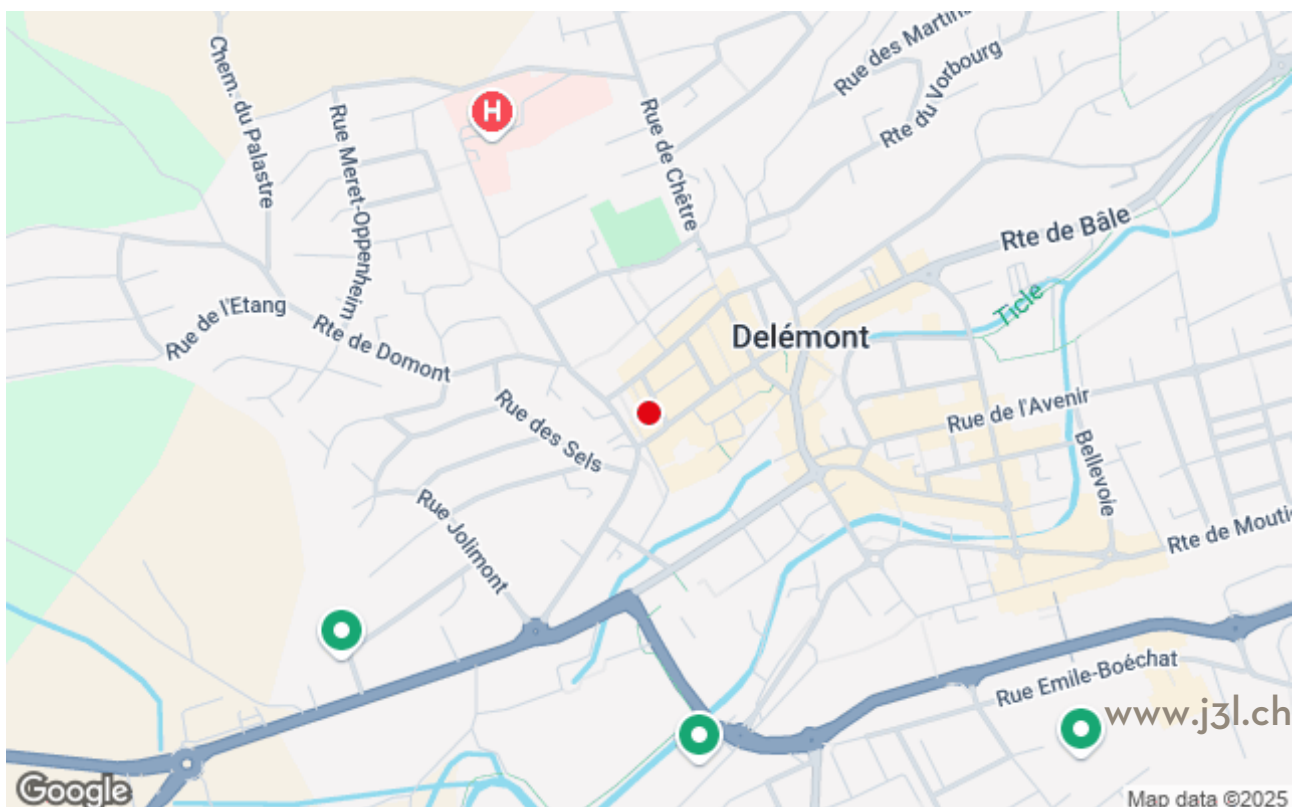 Chem. du Palastre
Rue Meret-Oppenheim
H
Rue de Chêtre
Rue des Martins
Rte du Vorbourg
Rte de Bâle
Ticle
Delémont
Rue de l'Etang
Rte de Domont
Rue des Sels
Rue Jolimont
Rue de l'Avenir
Bellevoie
Rte de Moutie
Rue Emile-Boéchat
www.j3l.ch
Google
Map data ©2025